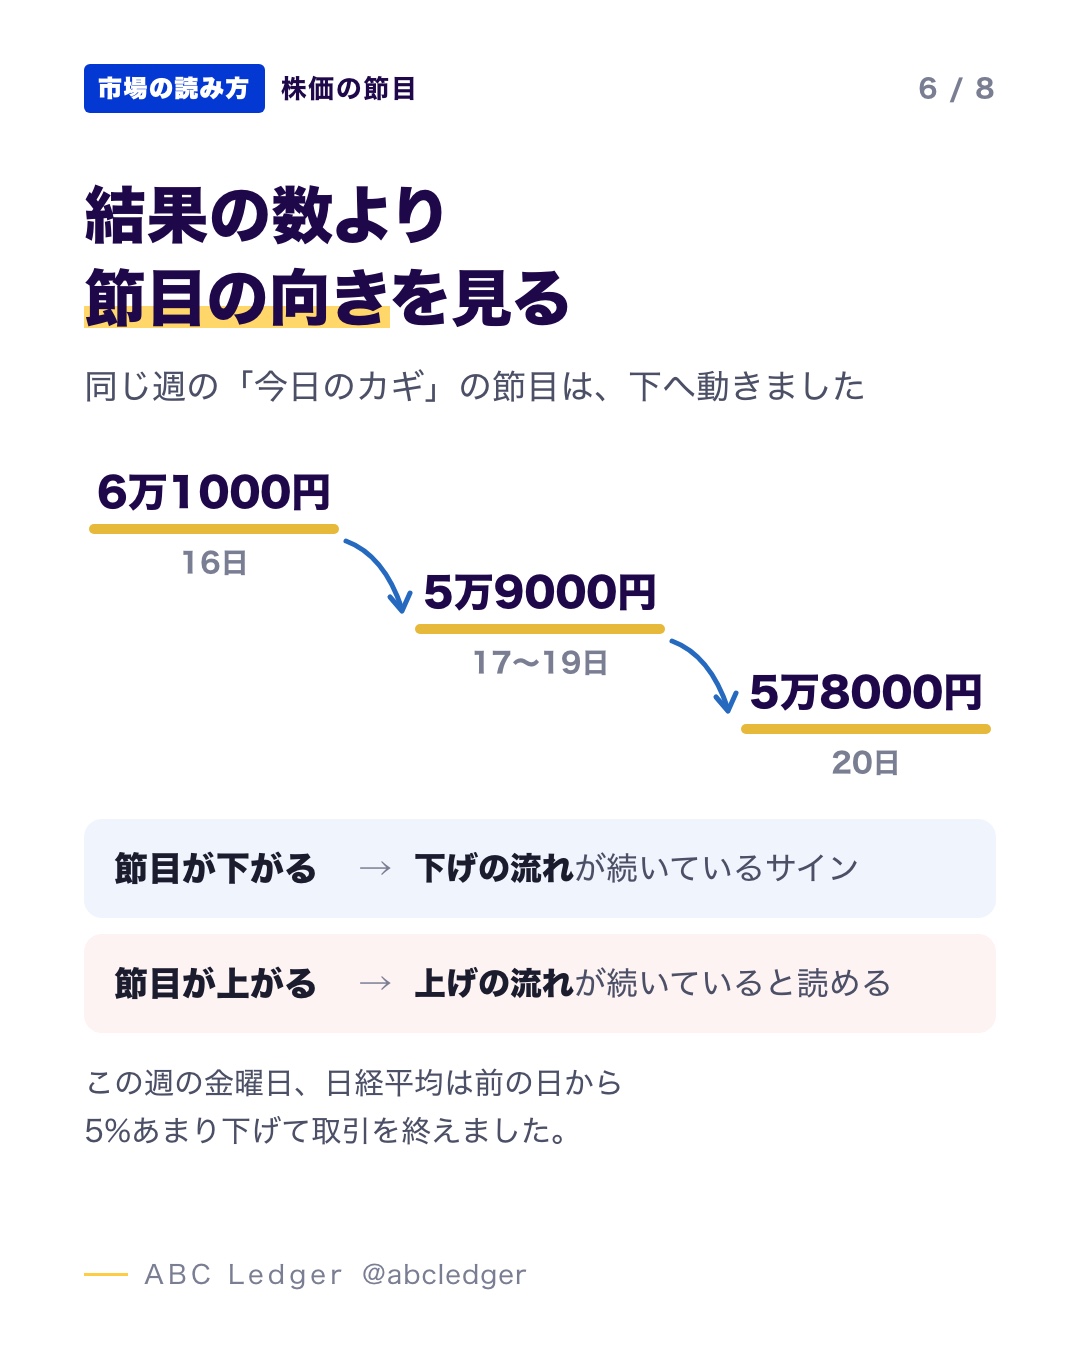 市場の読み方 株価の節目 6 / 8
結果の数より
節目の向きを見る
同じ週の「今日のカギ」の節目は、下へ動きました
6万1000円
16日
5万9000円
17〜19日
5万8000円
20日
節目が下がる → 下げの流れが続いているサイン
節目が上がる → 上げの流れが続いていると読める
この週の金曜日、日経平均は前の日から
5%あまり下げて取引を終えました。
ABC Ledger @abcledger